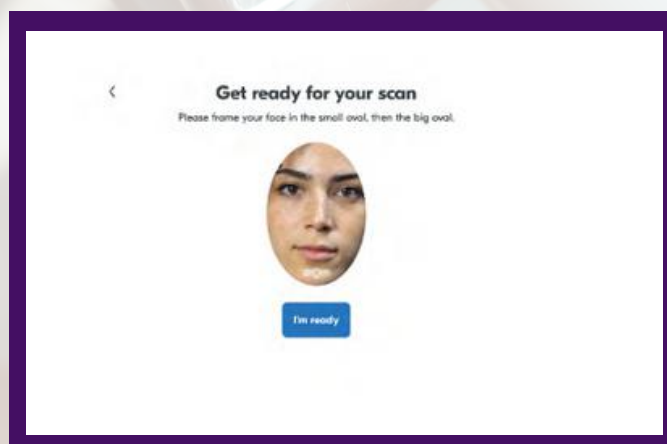 Get ready for your scan
Please frame your face in the small oval, then the big oval.
I'm ready